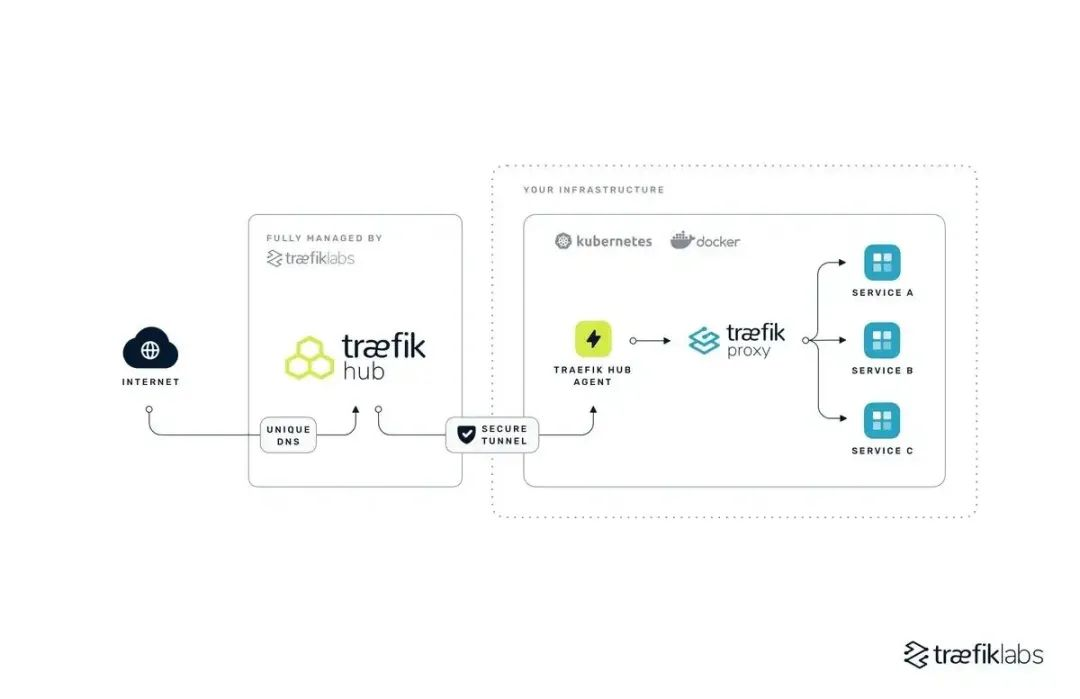 YOUR INFRASTRUCTURE
FULLY MANAGED BY
træfiklabs
kubernetes
docker
INTERNET
træfik
hub
UNIQUE
DNS
SECURE
TUNNEL
TRAEFIK HUB
AGENT
træfik
proxy
SERVICE A
SERVICE B
SERVICE C
træfiklabs